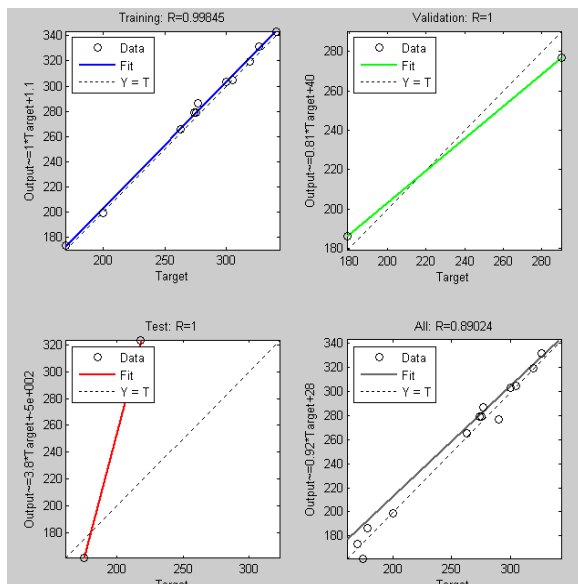 Training: R=0.99845
Output~=1*Target+1.1
340
320
300
280
260
240
220
200
180
Data
Fit
Y = T
200
300
Target
Validation: R=1
Output~=0.81*Target+40
280
260
240
220
200
180
Data
Fit
Y = T
180
200
220
240
260
280
Target
Test: R=1
Output~=3.8*Target+-5e+002
320
300
280
260
240
220
200
180
Data
Fit
Y = T
200
250
300
Target
All: R=0.89024
Output~=0.92*Target+28
340
320
300
280
260
240
220
200
180
Data
Fit
Y = T
200
250
300
Target